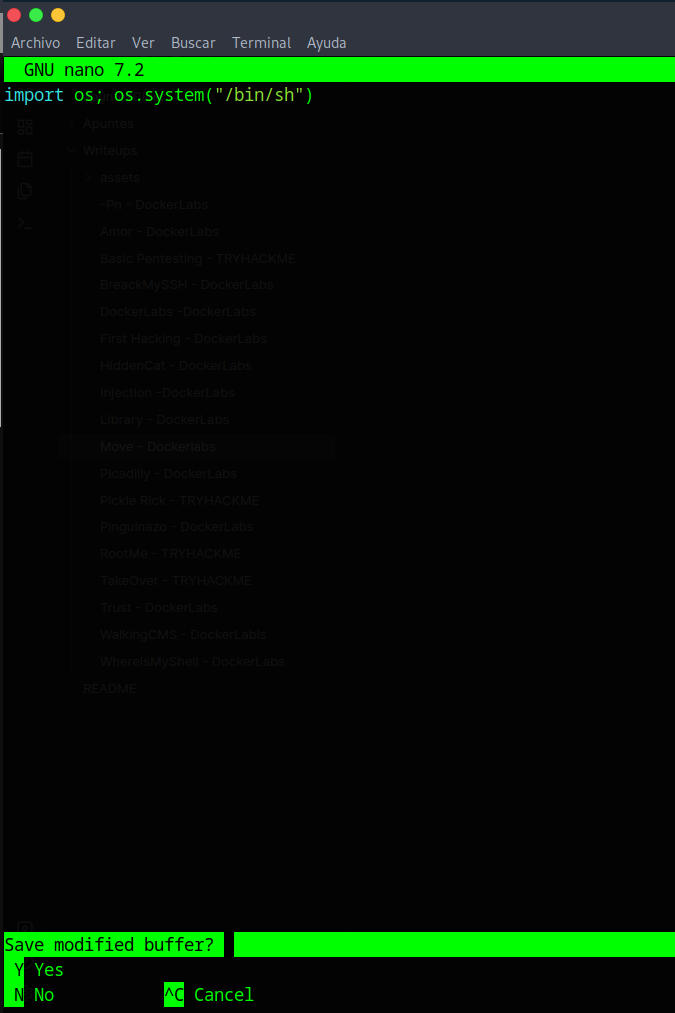 Archivo Editar Ver Buscar Terminal Ayuda
GNU nano 7.2
import os; os.system("/bin/sh")
Apuntes
Writeups
assets
-Pn - DockerLabs
Amor - DockerLabs
Basic Pentesting - TRYHACKME
BreackMySSH - DockerLabs
DockerLabs -DockerLabs
First Hacking - DockerLabs
HiddenCat - DockerLabs
Injection -DockerLabs
Library - DockerLabs
Move - Dockerlabs
Picadilly - DockerLabs
Pickle Rick - TRYHACKME
Pinguinazo - DockerLabs
RootMe - TRYHACKME
TakeOver - TRYHACKME
Trust - DockerLabs
WalkingCMS - DockerLabls
WhereIsMyShell - DockerLabs
README
Save modified buffer?
Y Yes
N No ^C Cancel